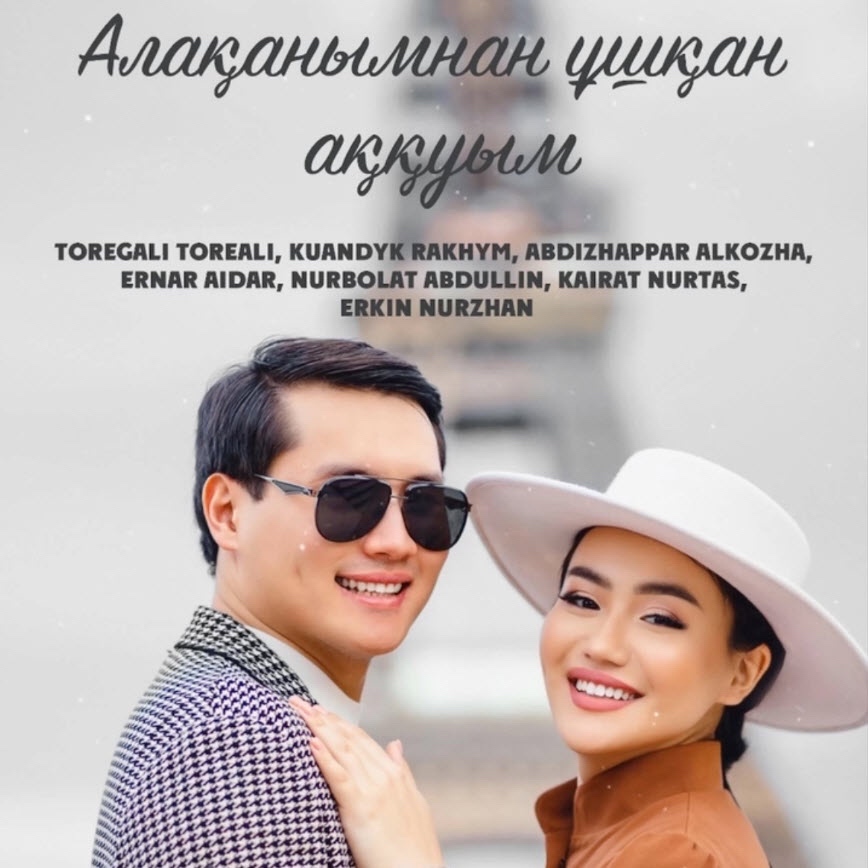 Алақанымнан ұшқан
аққуым
TOREGALI TOREALI, KUANDYK RAKHYM, ABDIZHAPPAR ALKOZHA,
ERNAR AIDAR, NURBOLAT ABDULLIN, KAIRAT NURTAS,
ERKIN NURZHAN